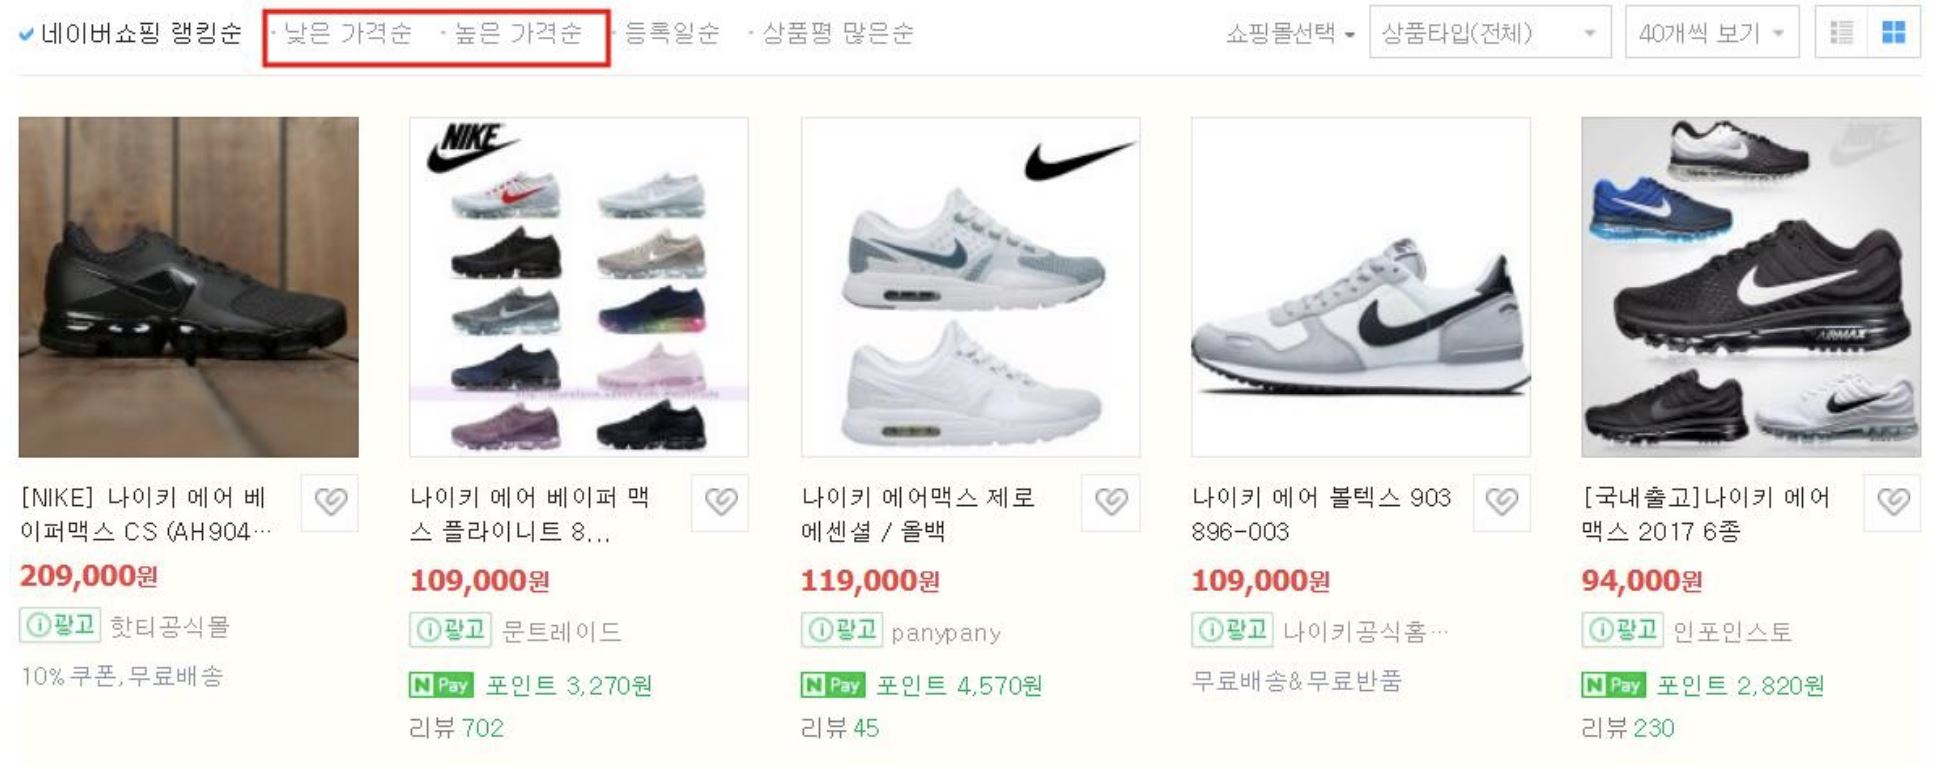 네이버쇼핑 랭킹순 · 낮은 가격순 · 높은 가격순 · 등록일순 · 상품평 많은순 쇼핑몰선택 상품타입(전체) 40개씩 보기
NIKE
NIKE
AIRMAX
[NIKE] 나이키 에어 베
이퍼맥스 CS (AH904…
209,000원
광고 핫티공식몰
10%쿠폰,무료배송
나이키 에어 베이퍼 맥
스 플라이니트 8...
109,000원
광고 문트레이드
N Pay 포인트 3,270원
리뷰 702
나이키 에어맥스 제로
에센셜 / 올백
119,000원
광고 panypany
N Pay 포인트 4,570원
리뷰 45
나이키 에어 볼텍스 903
896-003
109,000원
광고 나이키공식홈…
무료배송&무료반품
[국내출고]나이키 에어
맥스 2017 6종
94,000원
광고 인포인스토
N Pay 포인트 2,820원
리뷰 230